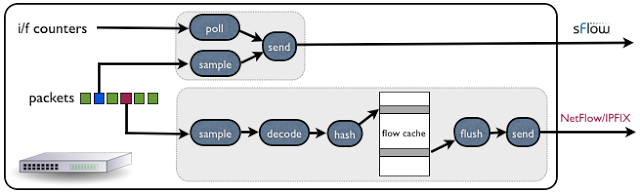 i/f counters
poll
send
sFlow
sample
packets
NetFlow/IPFIX
sample
decode
hash
flow cache
flush
send